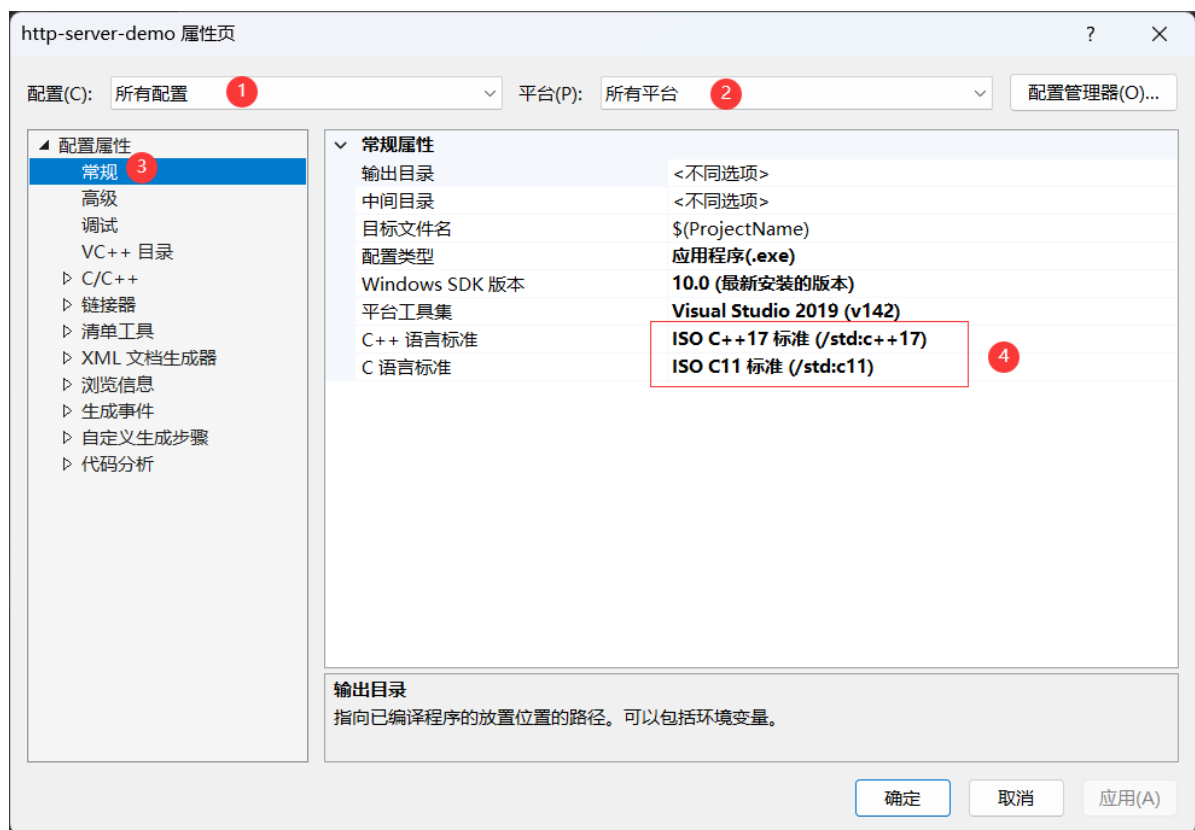 http-server-demo 属性页 ?
配置(C): 所有配置 1 平台(P): 所有平台 2 配置管理器(O)...
配置属性
常规 3
高级
调试
VC++ 目录
C/C++
链接器
清单工具
XML 文档生成器
浏览信息
生成事件
自定义生成步骤
代码分析
常规属性
输出目录 <不同选项>
中间目录 <不同选项>
目标文件名 $(ProjectName)
配置类型 应用程序(.exe)
Windows SDK 版本 10.0 (最新安装的版本)
平台工具集 Visual Studio 2019 (v142)
C++ 语言标准 ISO C++17 标准 (/std:c++17)
C 语言标准 ISO C11 标准 (/std:c11)
4
输出目录
指向已编译程序的放置位置的路径。可以包括环境变量。
确定 取消 应用(A)